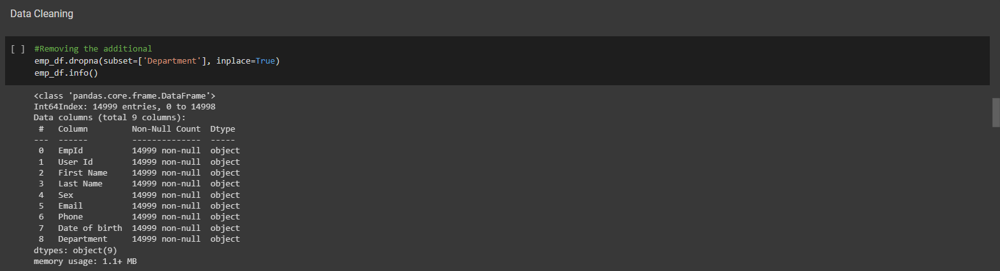 Data Cleaning
[ ] #Removing the additional
emp_df.dropna(subset=['Department'], inplace=True)
emp_df.info()
<class 'pandas.core.frame.DataFrame'>
Int64Index: 14999 entries, 0 to 14998
Data columns (total 9 columns):
 #   Column         Non-Null Count  Dtype
---  ------         --------------  -----
 0   EmpId          14999 non-null  object
 1   User Id        14999 non-null  object
 2   First Name     14999 non-null  object
 3   Last Name      14999 non-null  object
 4   Sex            14999 non-null  object
 5   Email          14999 non-null  object
 6   Phone          14999 non-null  object
 7   Date of birth  14999 non-null  object
 8   Department     14999 non-null  object
dtypes: object(9)
memory usage: 1.1+ MB